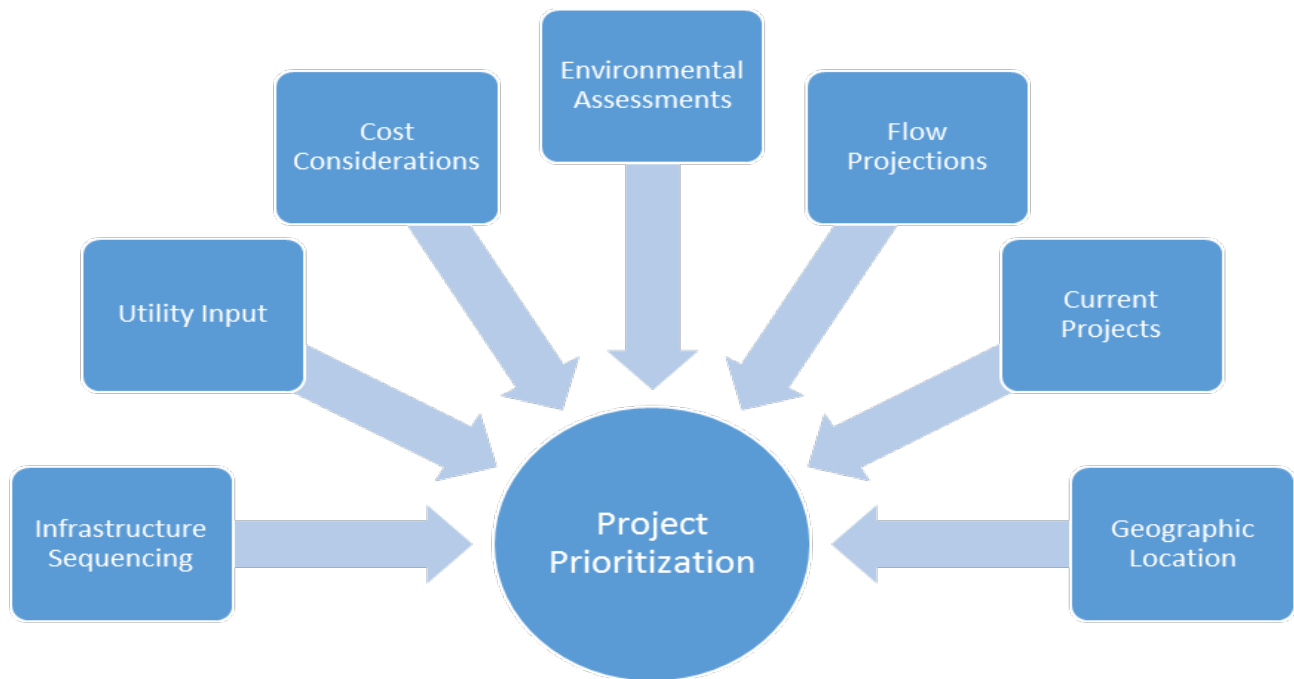 Environmental
Assessments
Cost
Considerations
Flow
Projections
Utility Input
Current
Projects
Infrastructure
Sequencing
Project
Prioritization
Geographic
Location